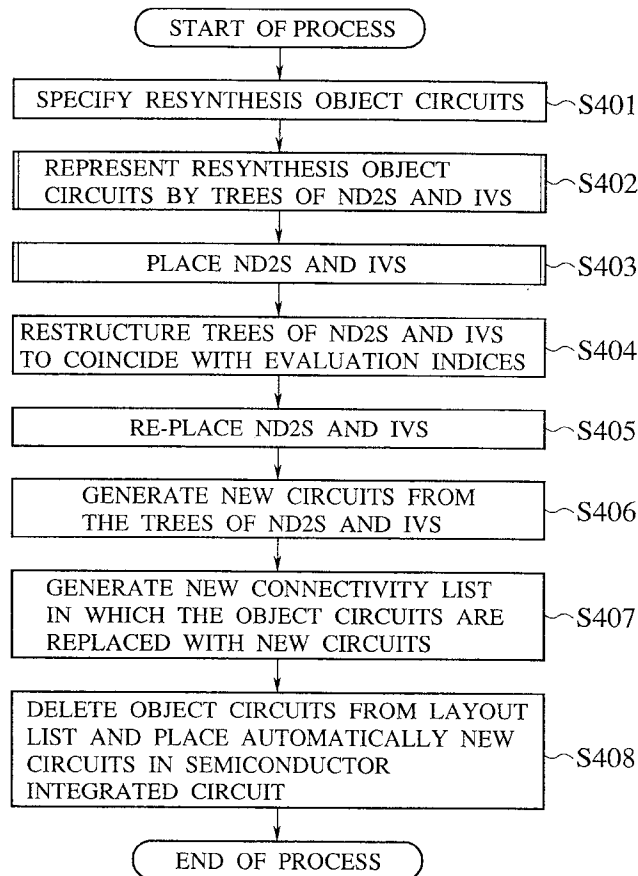 START OF PROCESS
SPECIFY RESYNTHESIS OBJECT CIRCUITS
S401
REPRESENT RESYNTHESIS OBJECT
CIRCUITS BY TREES OF ND2S AND IVS
S402
PLACE ND2S AND IVS
S403
RESTRUCTURE TREES OF ND2S AND IVS
TO COINCIDE WITH EVALUATION INDICES
S404
RE-PLACE ND2S AND IVS
S405
GENERATE NEW CIRCUITS FROM
THE TREES OF ND2S AND IVS
S406
GENERATE NEW CONNECTIVITY LIST
IN WHICH THE OBJECT CIRCUITS ARE
REPLACED WITH NEW CIRCUITS
S407
DELETE OBJECT CIRCUITS FROM LAYOUT
LIST AND PLACE AUTOMATICALLY NEW
CIRCUITS IN SEMICONDUCTOR
INTEGRATED CIRCUIT
S408
END OF PROCESS